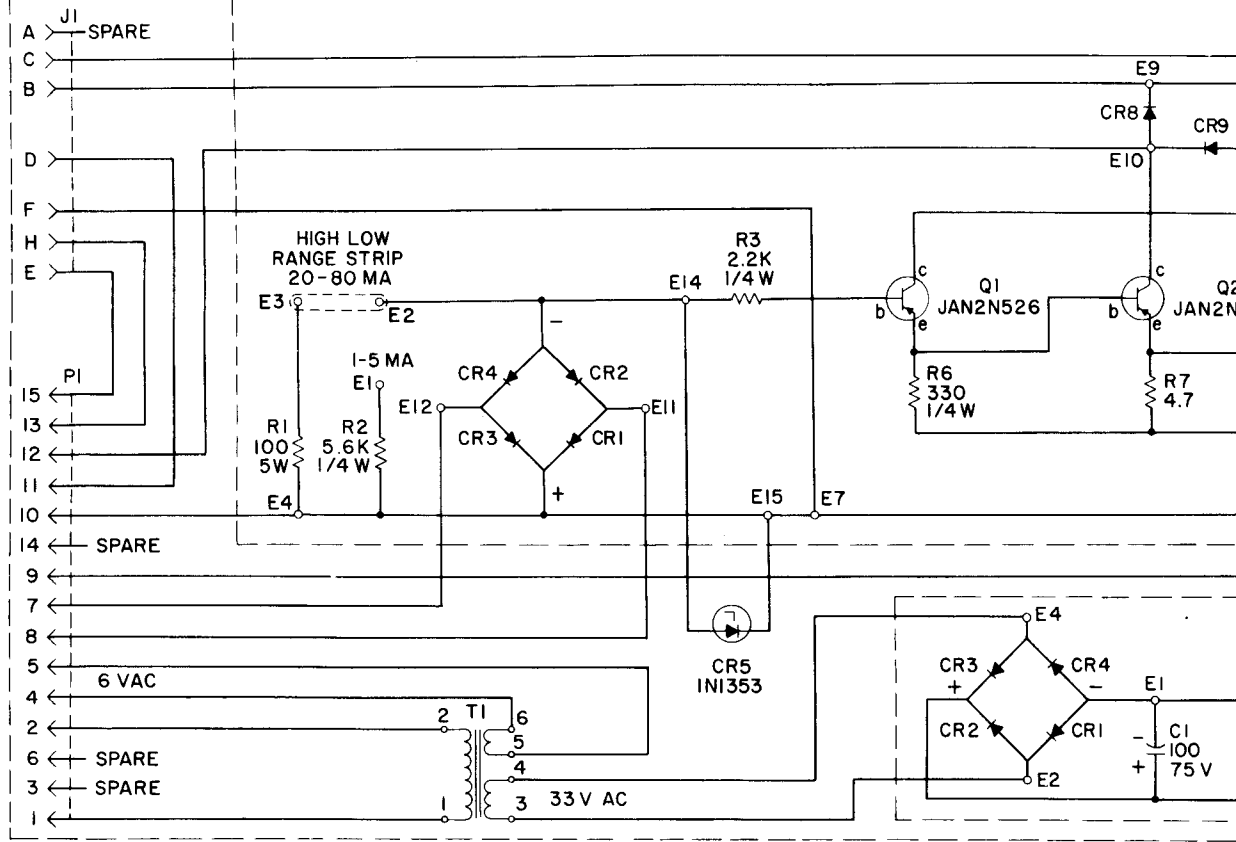 J1
A
SPARE
C
B
E9
CR8
CR9
D
E10
F
H
E
HIGH LOW
RANGE STRIP
20-80 MA
E3
E2
E14
R3
2.2K
1/4 W
c
Q1
JAN2N526
b
e
c
Q2
JAN2N
b
e
1-5 MA
E1
CR4
CR2
-
E12
E11
P1
R6
330
1/4 W
R7
4.7
15
13
12
11
10
14
SPARE
R1
100
5W
R2
5.6K
1/4 W
CR3
CR1
+
E4
E15
E7
9
7
8
5
6 VAC
4
2
6
SPARE
3
SPARE
1
CR5
1N1353
E4
CR3
CR4
+
-
E1
CR2
CR1
-
C1
100
75 V
+
E2
2
T1
6
5
4
33 V AC
1
3